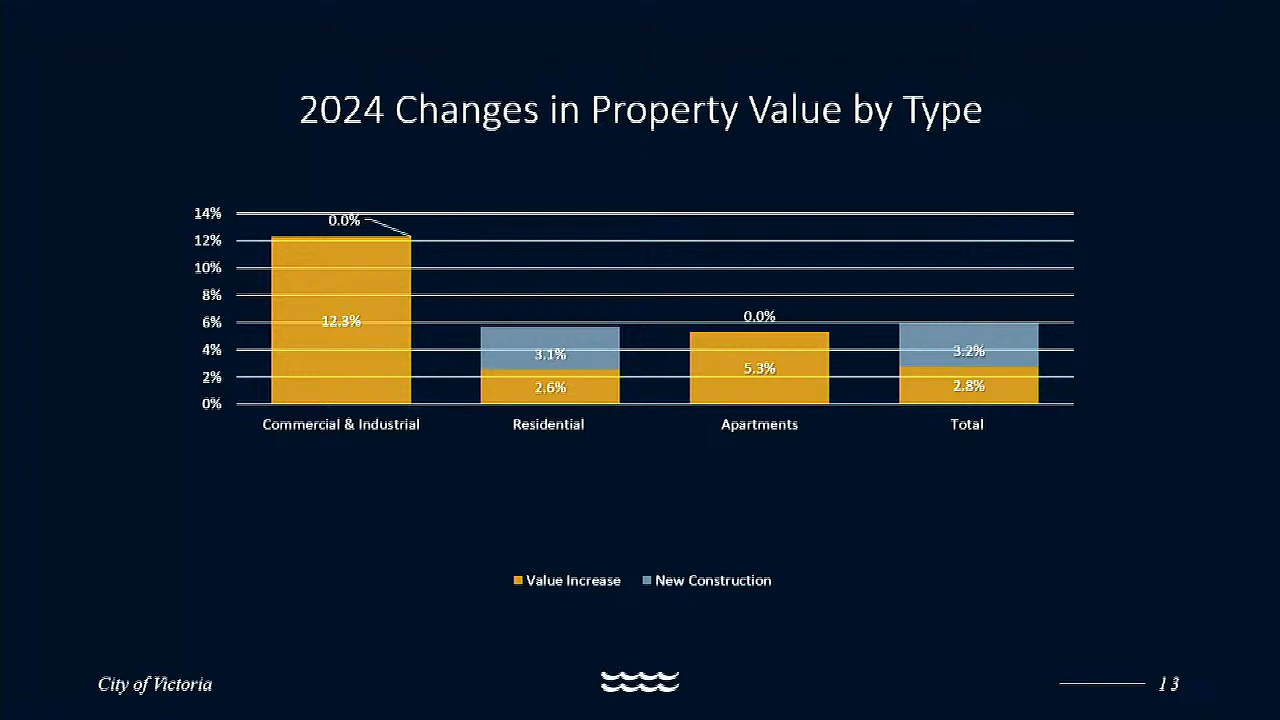 2024 Changes in Property Value by Type
14%
12%
10%
8%
6%
4%
2%
0%
0.0%
12.3%
3.1%
2.6%
0.0%
5.3%
3.2%
2.8%
Commercial & Industrial
Residential
Apartments
Total
Value Increase
New Construction
City of Victoria
13